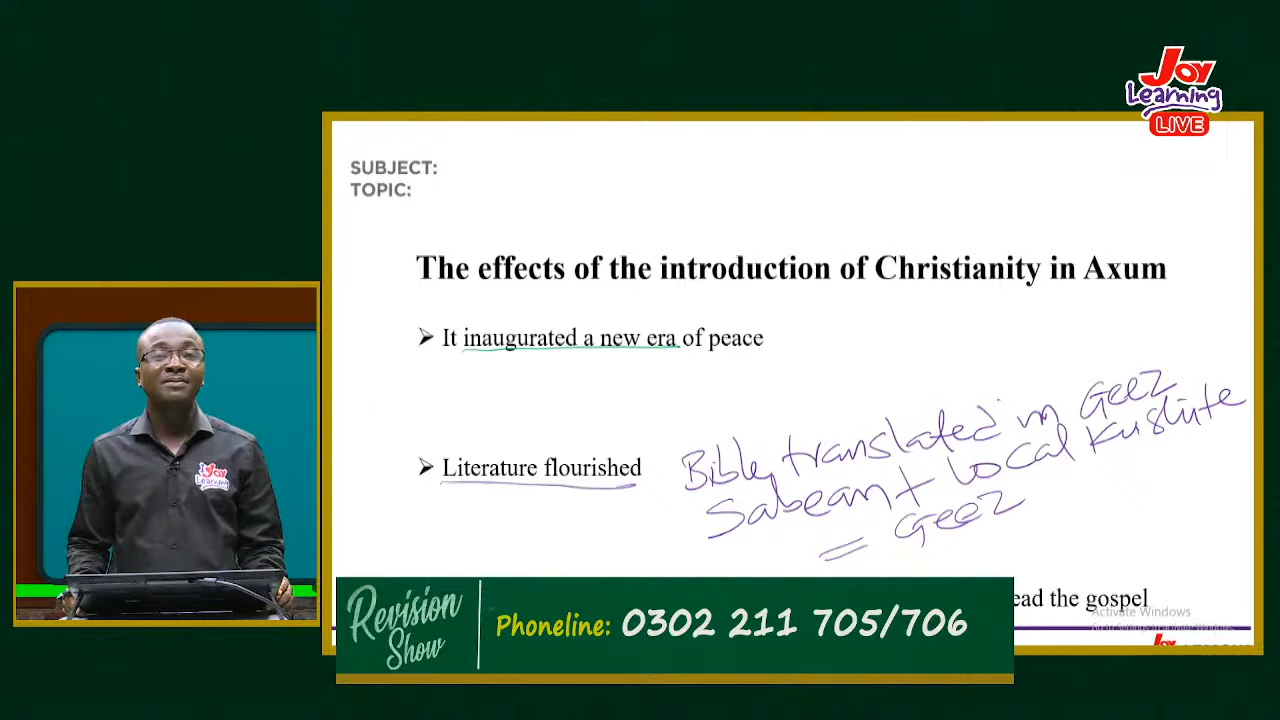 Joy
Learning
LIVE
SUBJECT:
TOPIC:
The effects of the introduction of Christianity in Axum
➢ It inaugurated a new era of peace
Bible translated in Geez
➢ Literature flourished
Sabean + local Kushite
= Geez
ead the gospel
Activate Windows
Revision
Show
Phoneline: 0302 211 705/706
Joy
Learning